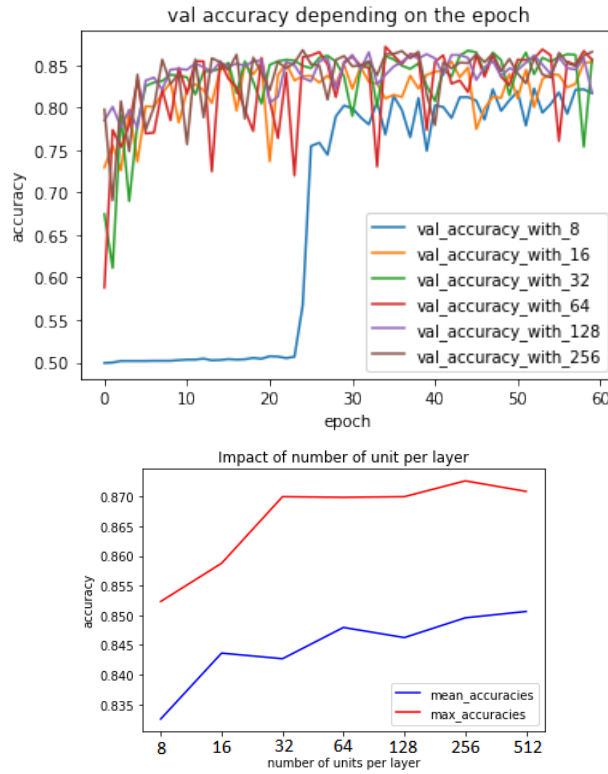 val accuracy depending on the epoch
0.85
0.80
0.75
0.70
0.65
0.60
0.55
0.50
accuracy
val_accuracy_with_8
val_accuracy_with_16
val_accuracy_with_32
val_accuracy_with_64
val_accuracy_with_128
val_accuracy_with_256
0 10 20 30 40 50 60
epoch
Impact of number of unit per layer
0.870
0.865
0.860
0.855
0.850
0.845
0.840
0.835
accuracy
mean_accuracies
max_accuracies
8 16 32 64 128 256 512
number of units per layer